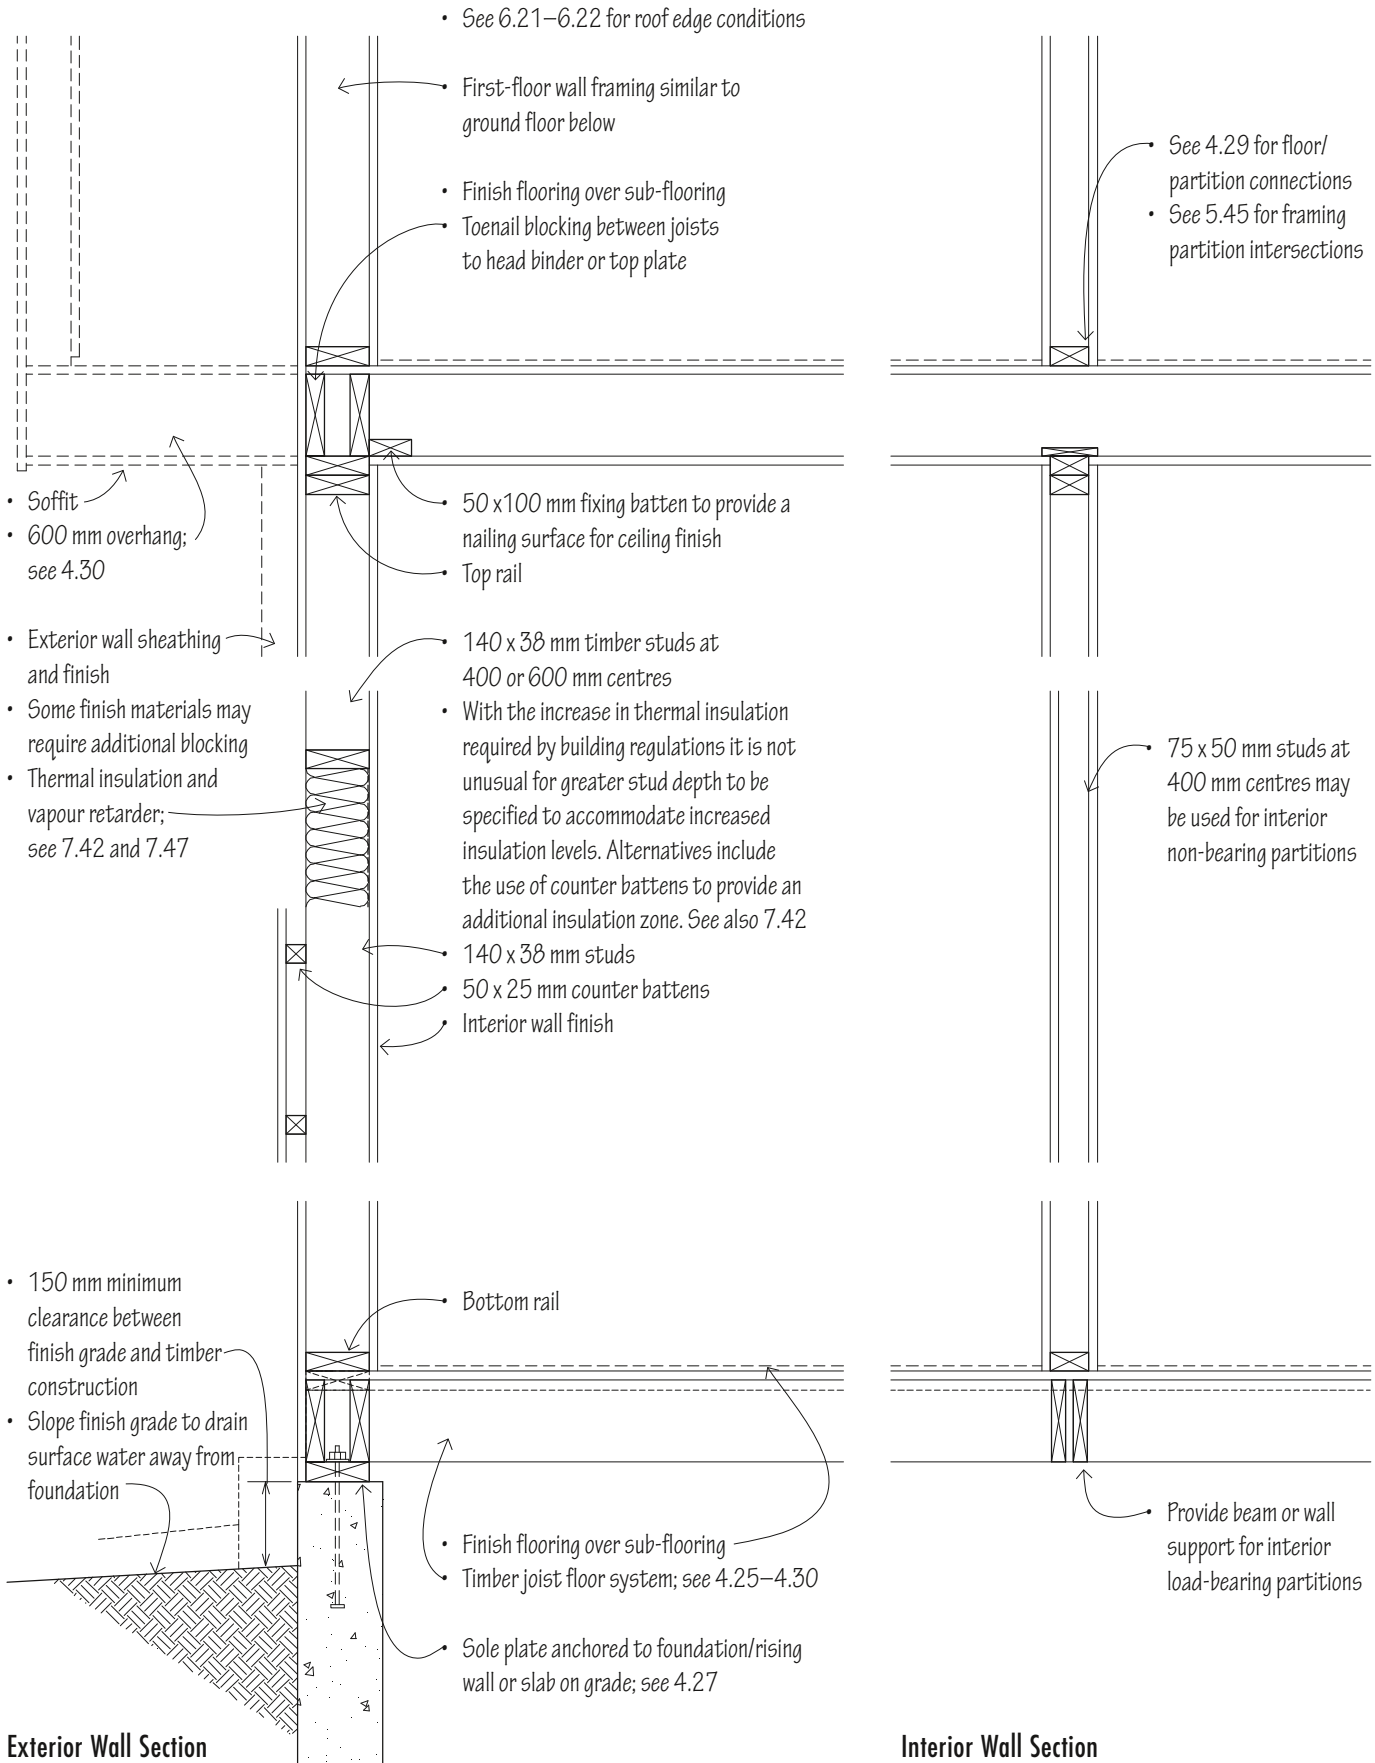 • See 6.21–6.22 for roof edge conditions
• First-floor wall framing similar to
ground floor below
• Finish flooring over sub-flooring
• Toenail blocking between joists
to head binder or top plate
• See 4.29 for floor/
partition connections
• See 5.45 for framing
partition intersections
• Soffit
• 600 mm overhang;
see 4.30
• 50 x100 mm fixing batten to provide a
nailing surface for ceiling finish
• Top rail
• Exterior wall sheathing
and finish
• Some finish materials may
require additional blocking
• Thermal insulation and
vapour retarder;
see 7.42 and 7.47
• 140 x 38 mm timber studs at
400 or 600 mm centres
• With the increase in thermal insulation
required by building regulations it is not
unusual for greater stud depth to be
specified to accommodate increased
insulation levels. Alternatives include
the use of counter battens to provide an
additional insulation zone. See also 7.42
• 140 x 38 mm studs
• 50 x 25 mm counter battens
• Interior wall finish
• 75 x 50 mm studs at
400 mm centres may
be used for interior
non-bearing partitions
• 150 mm minimum
clearance between
finish grade and timber
construction
• Slope finish grade to drain
surface water away from
foundation
• Bottom rail
• Finish flooring over sub-flooring
• Timber joist floor system; see 4.25–4.30
• Sole plate anchored to foundation/rising
wall or slab on grade; see 4.27
• Provide beam or wall
support for interior
load-bearing partitions
Exterior Wall Section
Interior Wall Section